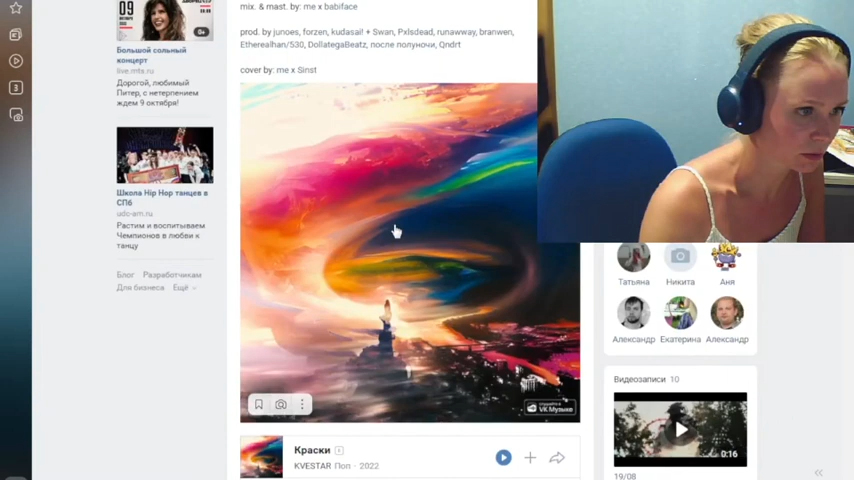 09
0+
Большой сольный
концерт
live.mts.ru
Дорогой, любимый
Питер, с нетерпением
ждем 9 октября!
Школа Hip Hop танцев в
СПб
udc-am.ru
Растим и воспитываем
Чемпионов в любви к
танцу
Блог Разработчикам
Для бизнеса Ещё
3
mix. & mast. by: me x babiface
prod. by junoes, forzen, kudasai! + Swan, Pxlsdead, runawway, branwen,
Etherealhan/530, DollategaBeatz, после полуночи, Qndrt
cover by: me x Sinst
VK Музыке
Краски E
KVESTAR Поп · 2022
Татьяна Никита Аня
Александр Екатерина Александр
Видеозаписи 10
0:16
19/08